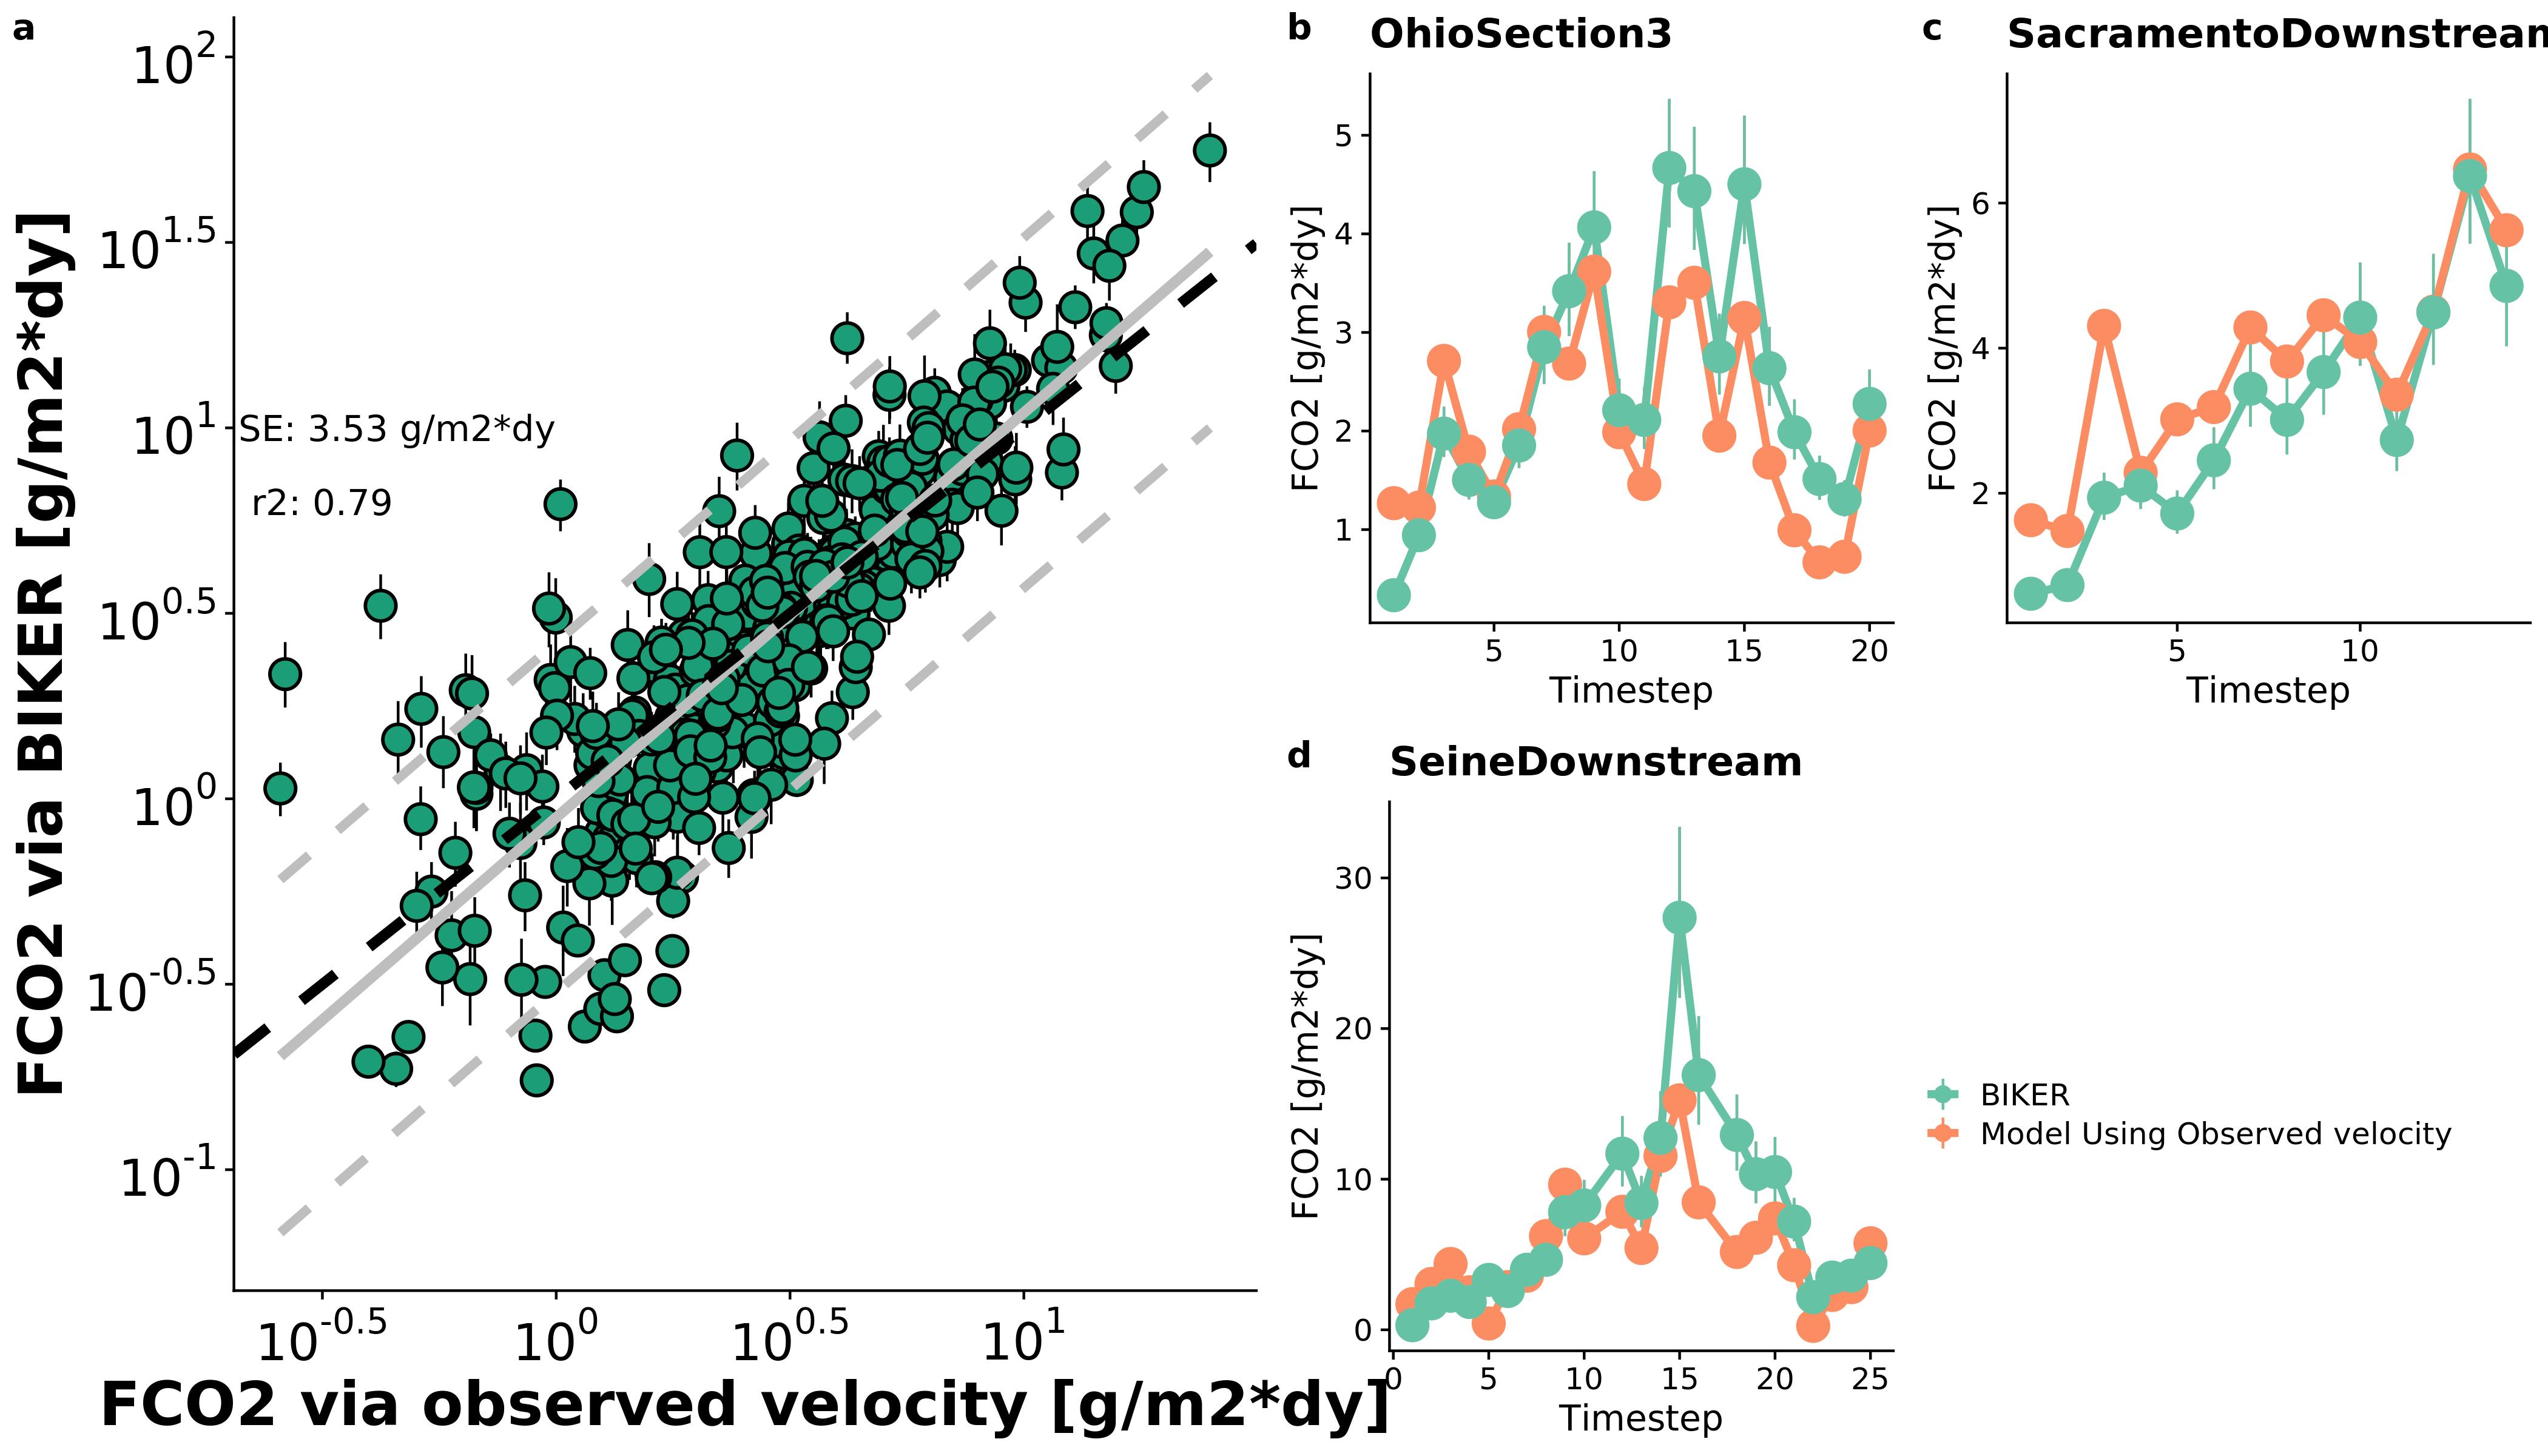 a
10^2
10^1.5
10^1
10^0.5
10^0
10^-0.5
10^-1
FCO2 via BIKER [g/m2*dy]
SE: 3.53 g/m2*dy
r2: 0.79
10^-0.5
10^0
10^0.5
10^1
FCO2 via observed velocity [g/m2*dy]
b
OhioSection3
5
4
3
2
1
FCO2 [g/m2*dy]
5
10
15
20
Timestep
c
SacramentoDownstream
6
4
2
FCO2 [g/m2*dy]
5
10
Timestep
d
SeineDownstream
30
20
10
0
FCO2 [g/m2*dy]
0
5
10
15
20
25
Timestep
BIKER
Model Using Observed velocity